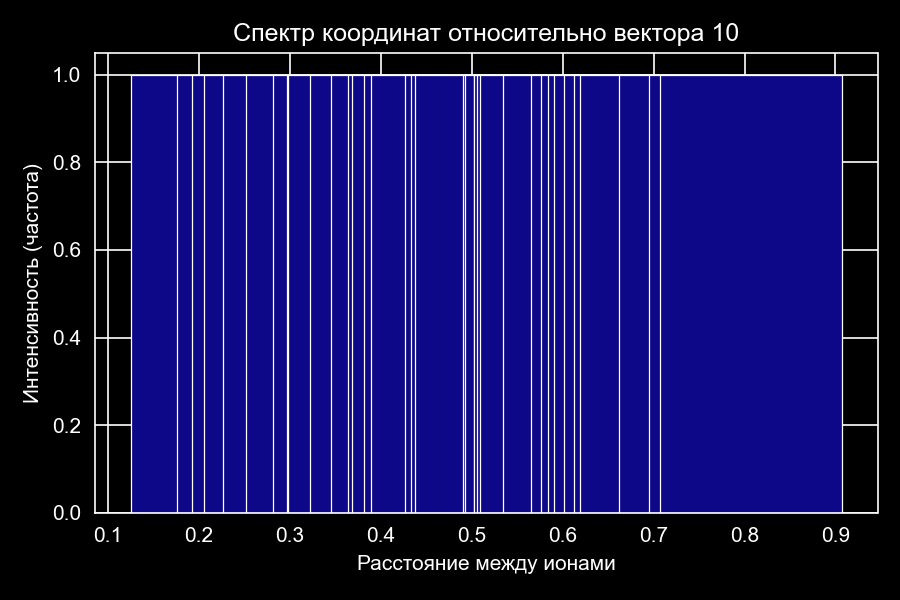 Спектр координат относительно вектора 10
Интенсивность (частота)
1.0
0.8
0.6
0.4
0.2
0.0
0.1 0.2 0.3 0.4 0.5 0.6 0.7 0.8 0.9
Расстояние между ионами